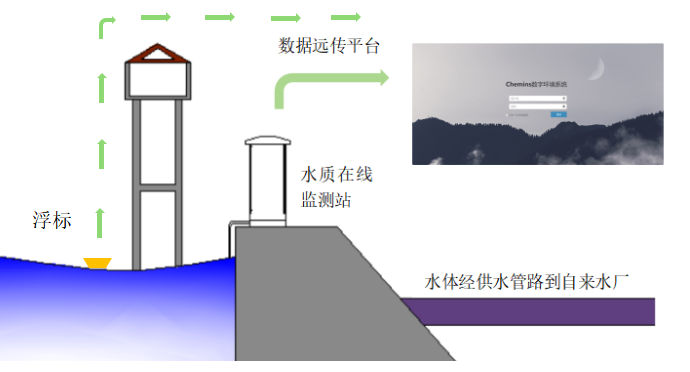 数据远传平台
Chemins数字环境系统
水质在线
监测站
浮标
水体经供水管路到自来水厂